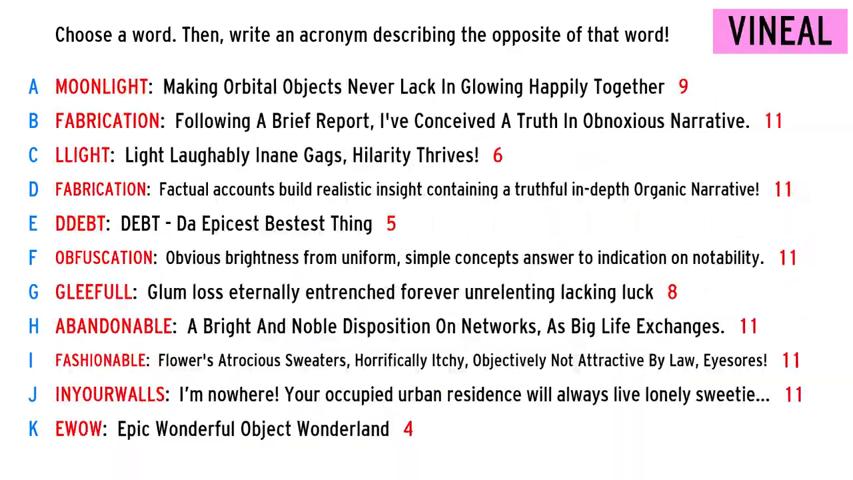 Choose a word. Then, write an acronym describing the opposite of that word!
VINEAL
A MOONLIGHT: Making Orbital Objects Never Lack In Glowing Happily Together 9
B FABRICATION: Following A Brief Report, I've Conceived A Truth In Obnoxious Narrative. 11
C LLIGHT: Light Laughably Inane Gags, Hilarity Thrives! 6
D FABRICATION: Factual accounts build realistic insight containing a truthful in-depth Organic Narrative! 11
E DDEBT: DEBT - Da Epicest Bestest Thing 5
F OBFUSCATION: Obvious brightness from uniform, simple concepts answer to indication on notability. 11
G GLEEFULL: Glum loss eternally entrenched forever unrelenting lacking luck 8
H ABANDONABLE: A Bright And Noble Disposition On Networks, As Big Life Exchanges. 11
I FASHIONABLE: Flower's Atrocious Sweaters, Horrifically Itchy, Objectively Not Attractive By Law, Eyesores! 11
J INYOURWALLS: I'm nowhere! Your occupied urban residence will always live lonely sweetie... 11
K EWOW: Epic Wonderful Object Wonderland 4